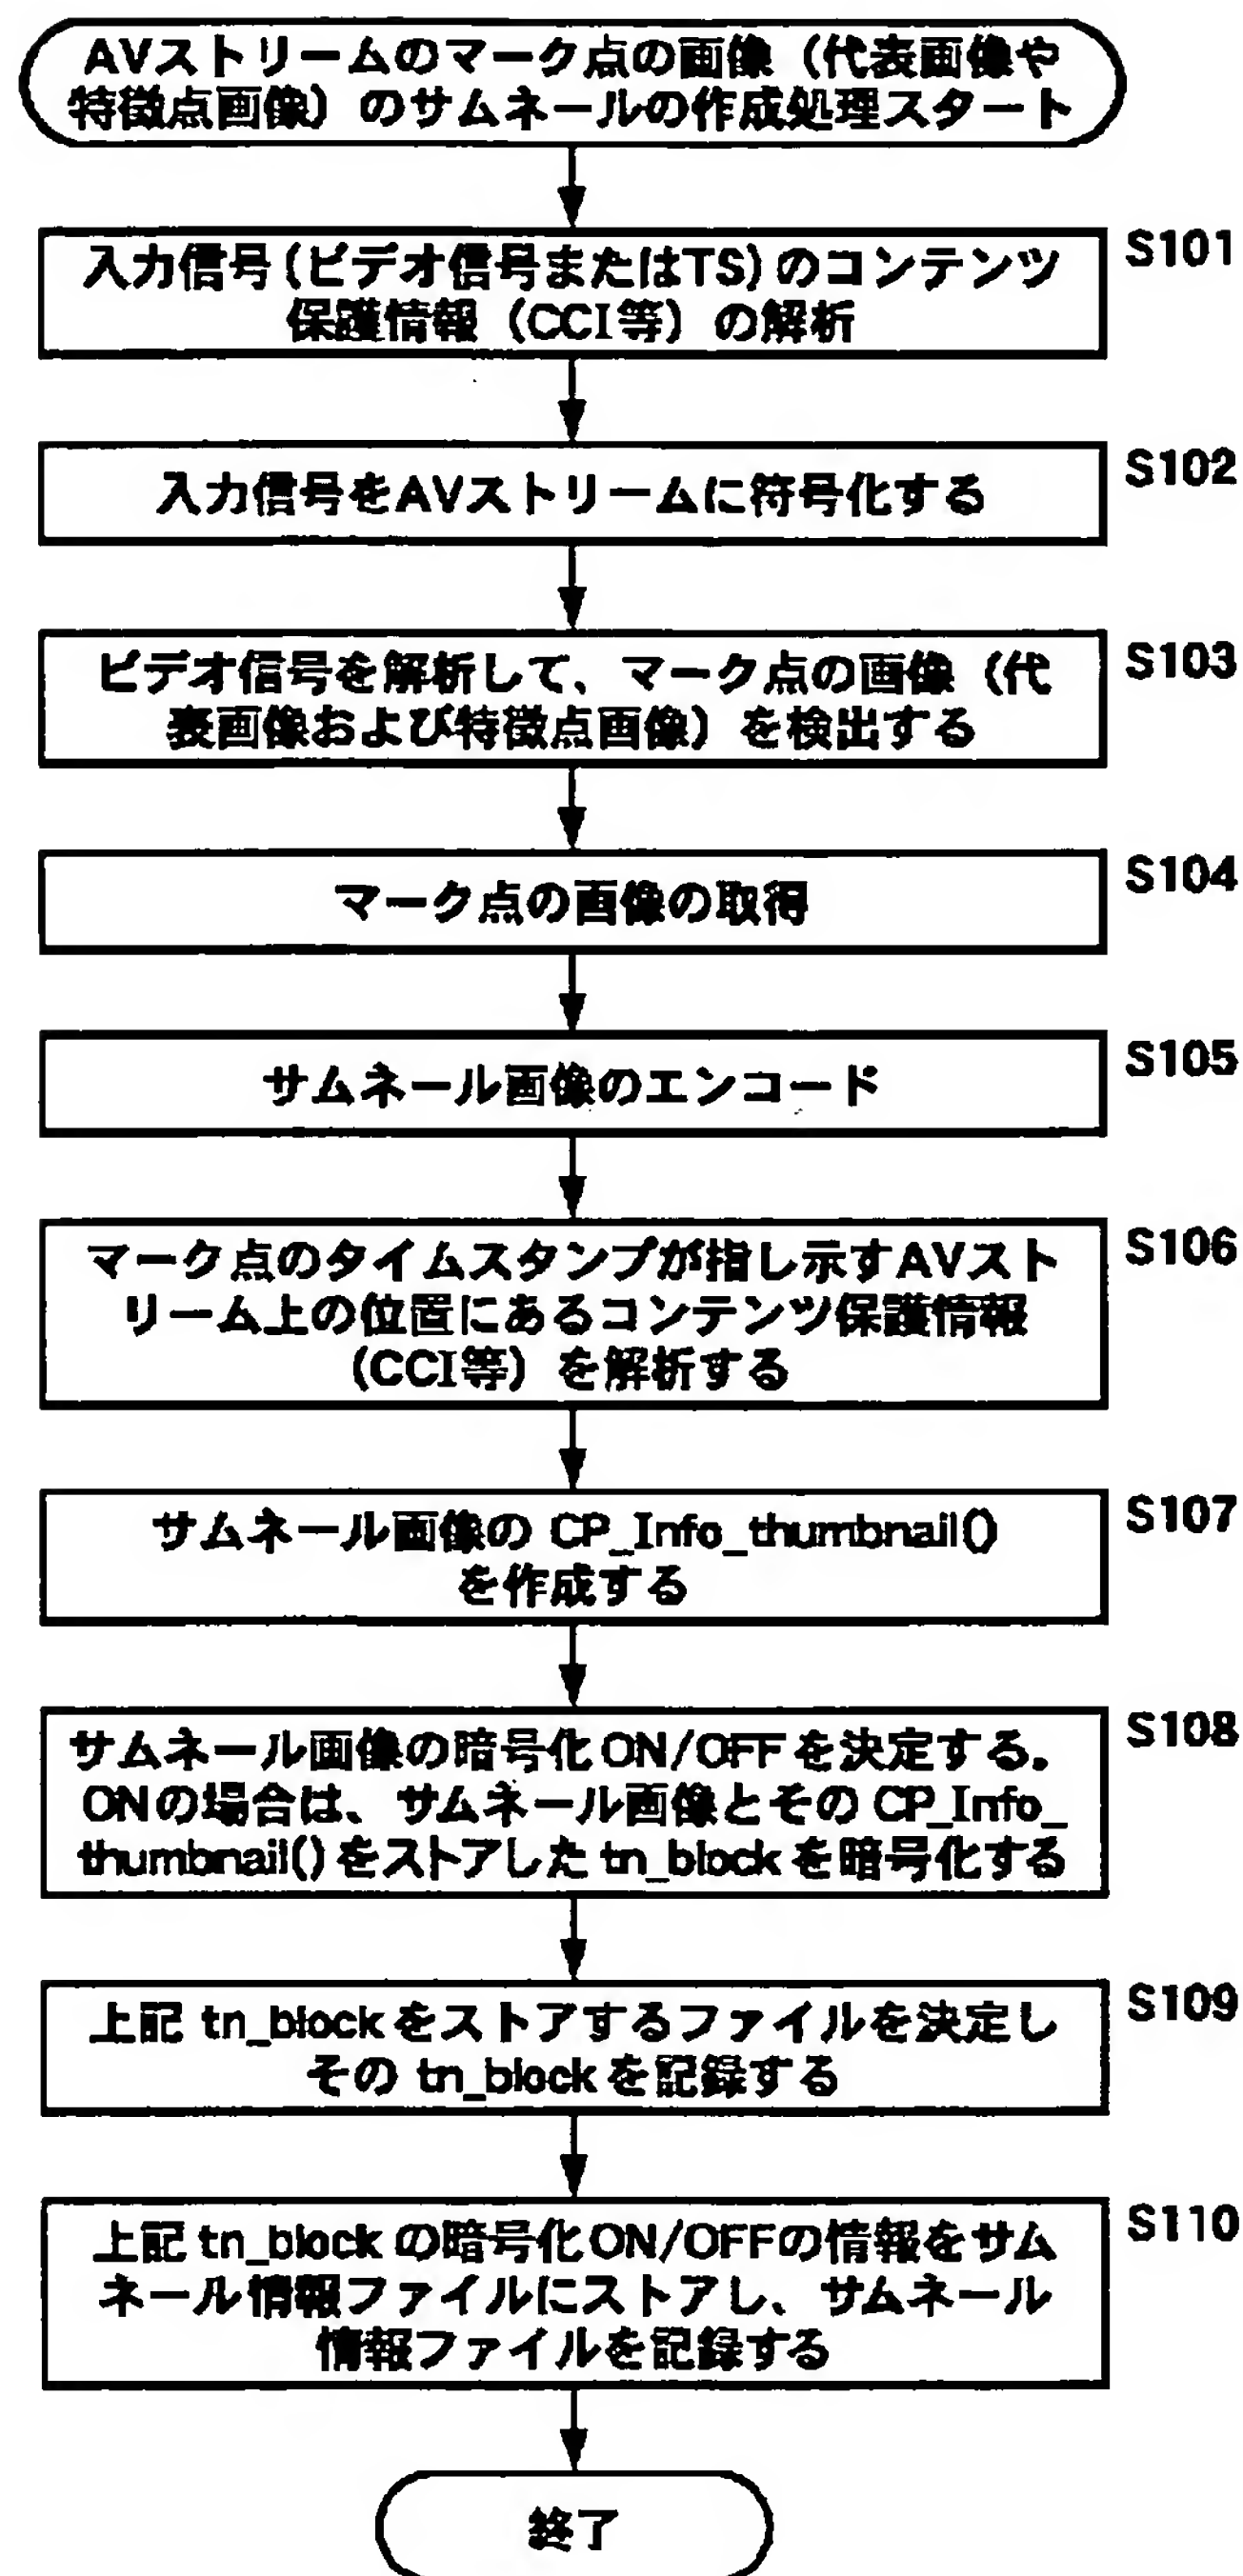 AVストリームのマーク点の画像（代表画像や
特徴点画像）のサムネールの作成処理スタート
S101
入力信号（ビデオ信号またはTS）のコンテンツ
保護情報（CCI等）の解析
S102
入力信号をAVストリームに符号化する
S103
ビデオ信号を解析して、マーク点の画像（代
表画像および特徴点画像）を検出する
S104
マーク点の画像の取得
S105
サムネール画像のエンコード
S106
マーク点のタイムスタンプが指し示すAVスト
リーム上の位置にあるコンテンツ保護情報
（CCI等）を解析する
S107
サムネール画像の CP_Info_thumbnail()
を作成する
S108
サムネール画像の暗号化ON/OFFを決定する．
ONの場合は、サムネール画像とその CP_Info_
thumbnail()をストアした tn_block を暗号化する
S109
上記 tn_block をストアするファイルを決定し
その tn_block を記録する
S110
上記 tn_block の暗号化ON/OFFの情報をサム
ネール情報ファイルにストアし、サムネール
情報ファイルを記録する
終了